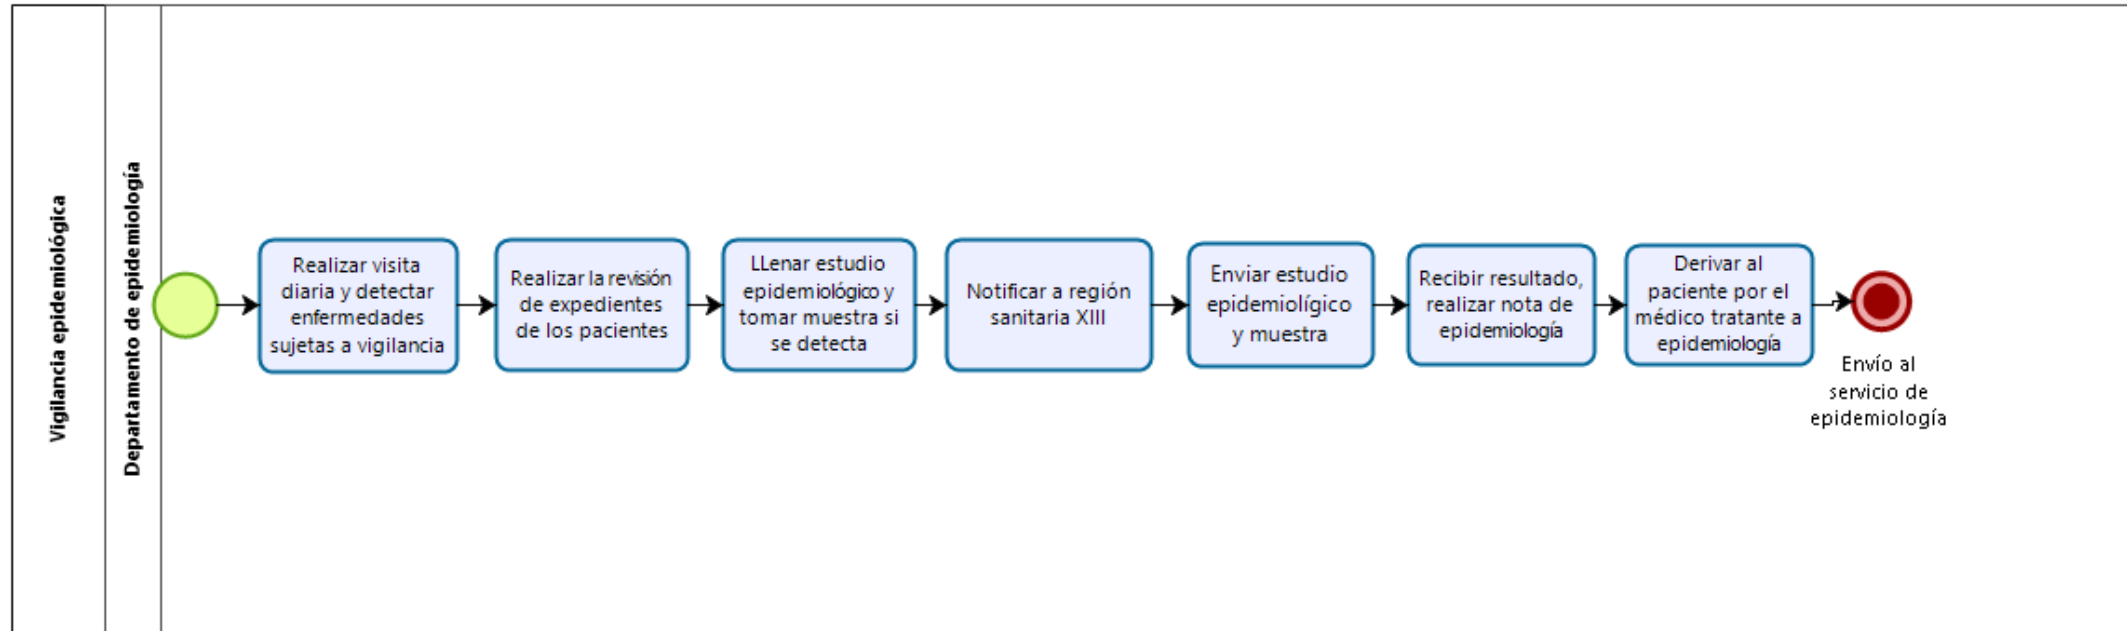 Vigilancia epidemiológica
Departamento de epidemiología
Realizar visita
diaria y detectar
enfermedades
sujetas a vigilancia
Realizar la revisión
de expedientes
de los pacientes
LLenar estudio
epidemiológico y
tomar muestra si
se detecta
Notificar a región
sanitaria XIII
Enviar estudio
epidemiolígico
y muestra
Recibir resultado,
realizar nota de
epidemiología
Derivar al
paciente por el
médico tratante a
epidemiología
Envío al
servicio de
epidemiología